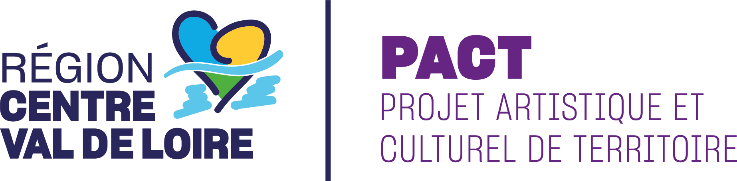 RÉGION
CENTRE
VAL DE LOIRE
PACT
PROJET ARTISTIQUE ET
CULTUREL DE TERRITOIRE